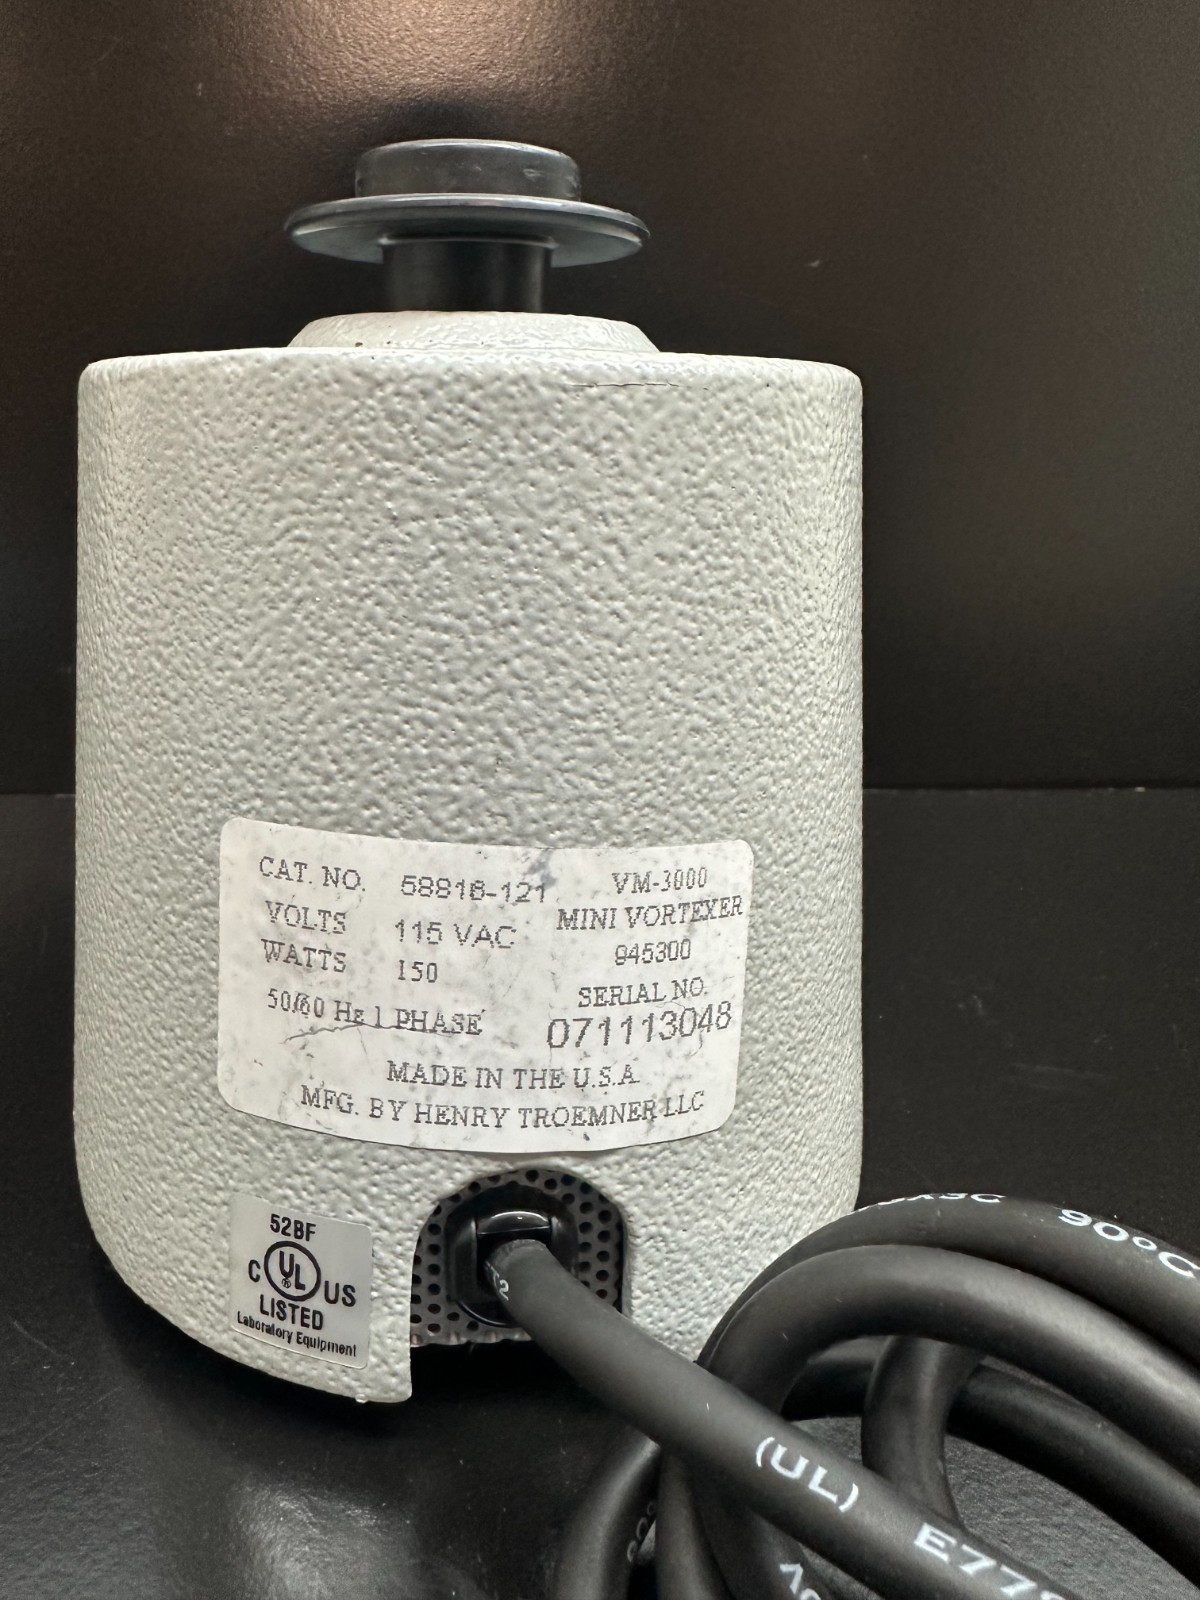 CAT. NO. 58816-121
VOLTS 115 VAC
WATTS 150
50/60 Hz 1 PHASE
VM-3000
MINI VORTEXER
945300
SERIAL NO.
071113048
MADE IN THE U.S.A
MFG. BY HENRY TROEMNER LLC
52BF
C UL ® US
LISTED
Laboratory Equipment
90°C
(UL)